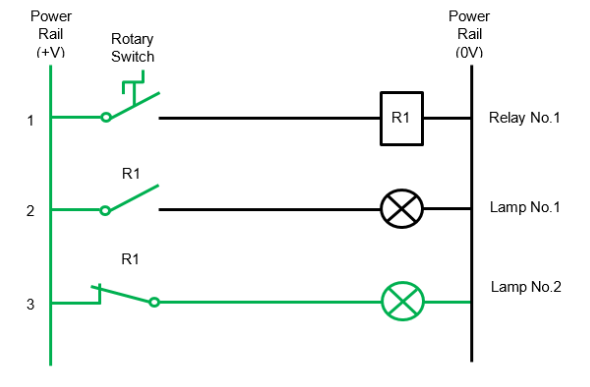 Power
Rail
(+V)
Power
Rail
(0V)
Rotary
Switch
1
R1
Relay No.1
R1
2
Lamp No.1
R1
3
Lamp No.2